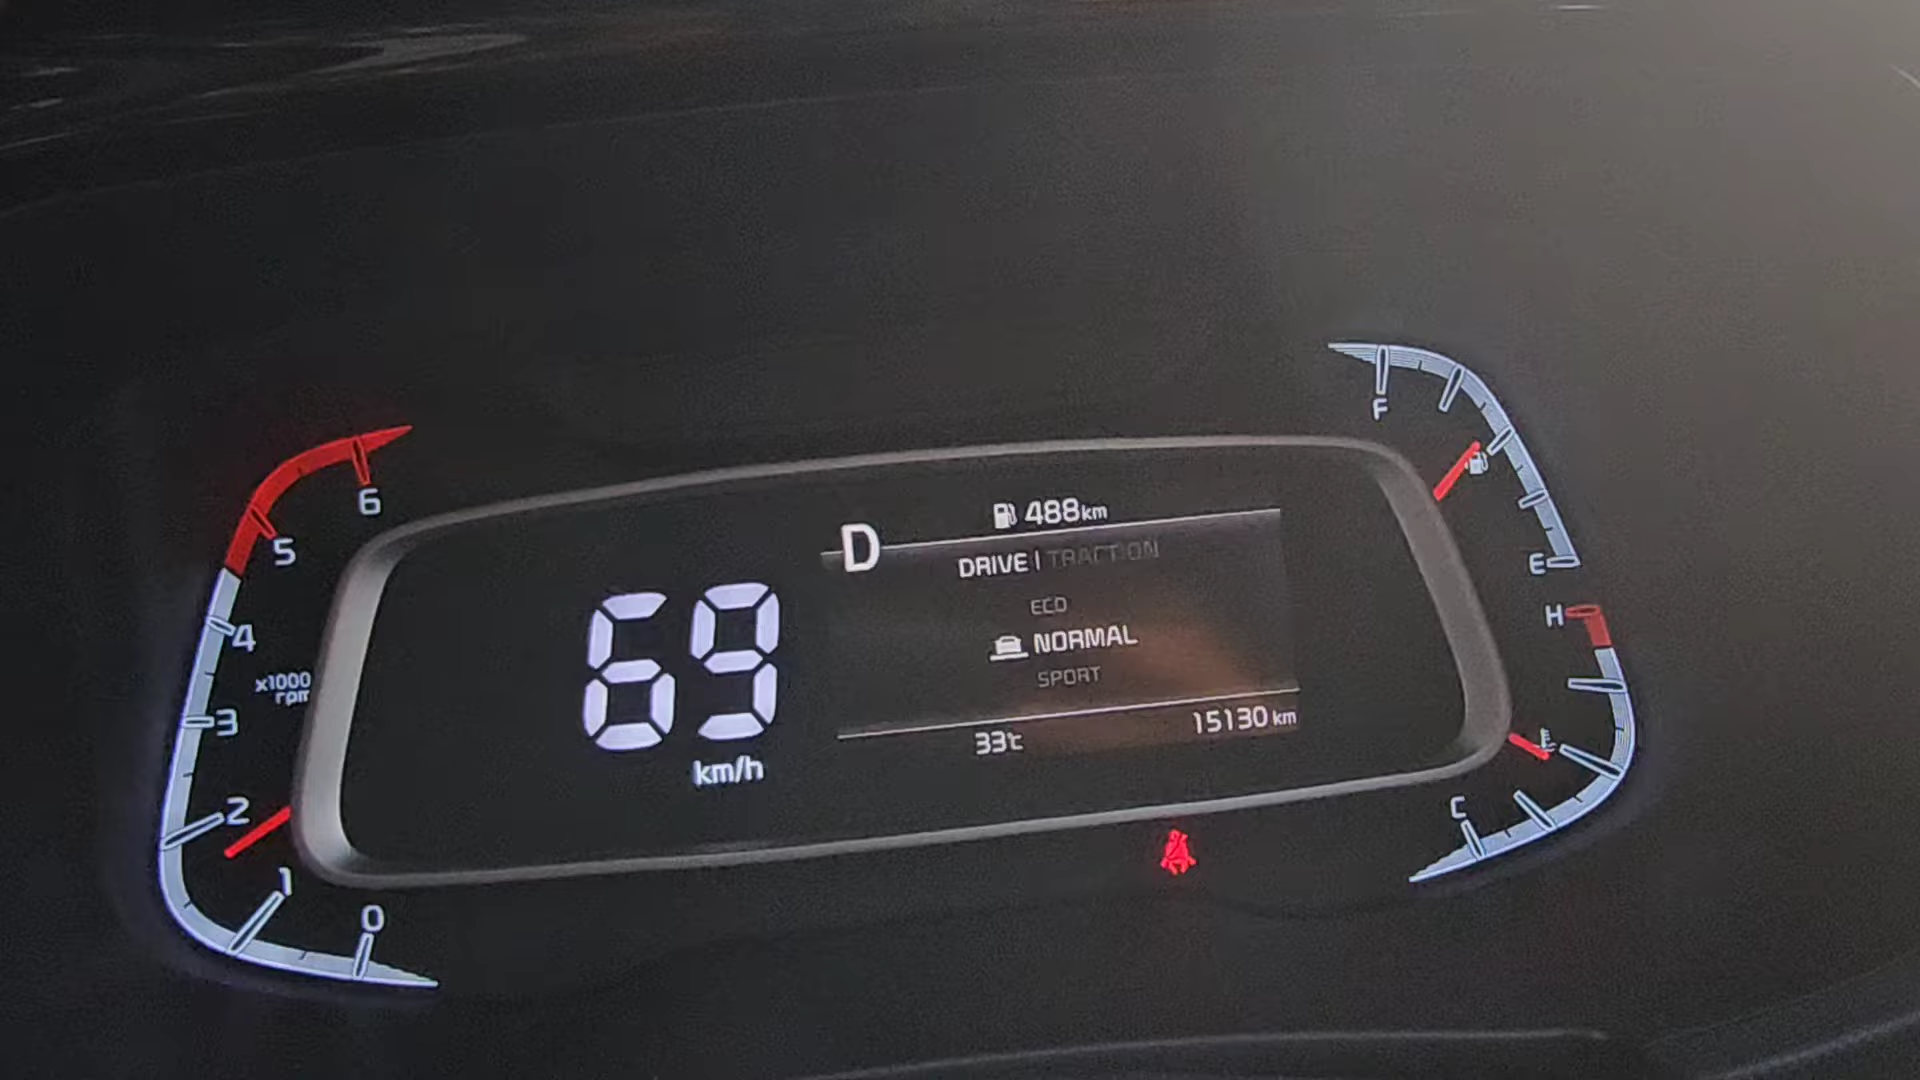 6
5
4
x1000
rpm
3
2
1
0
69
km/h
D
488km
DRIVE | TRACTION
ECO
NORMAL
SPORT
33℃
15130 km
F
E
H
C